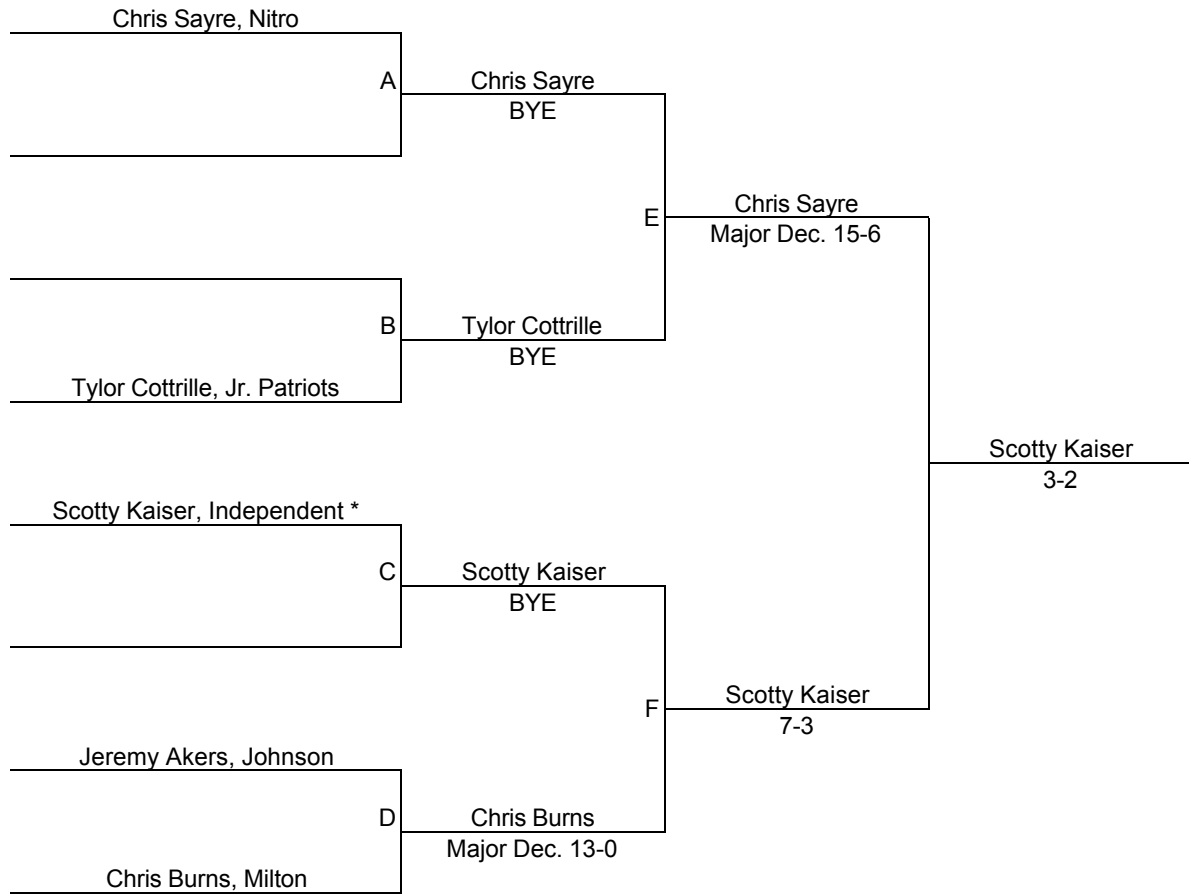 Chris Sayre, Nitro
A
Chris Sayre
BYE
E
Chris Sayre
Major Dec. 15-6
B
Tylor Cottrille
BYE
Tylor Cottrille, Jr. Patriots
Scotty Kaiser
3-2
Scotty Kaiser, Independent *
C
Scotty Kaiser
BYE
F
Scotty Kaiser
7-3
Jeremy Akers, Johnson
D
Chris Burns
Major Dec. 13-0
Chris Burns, Milton